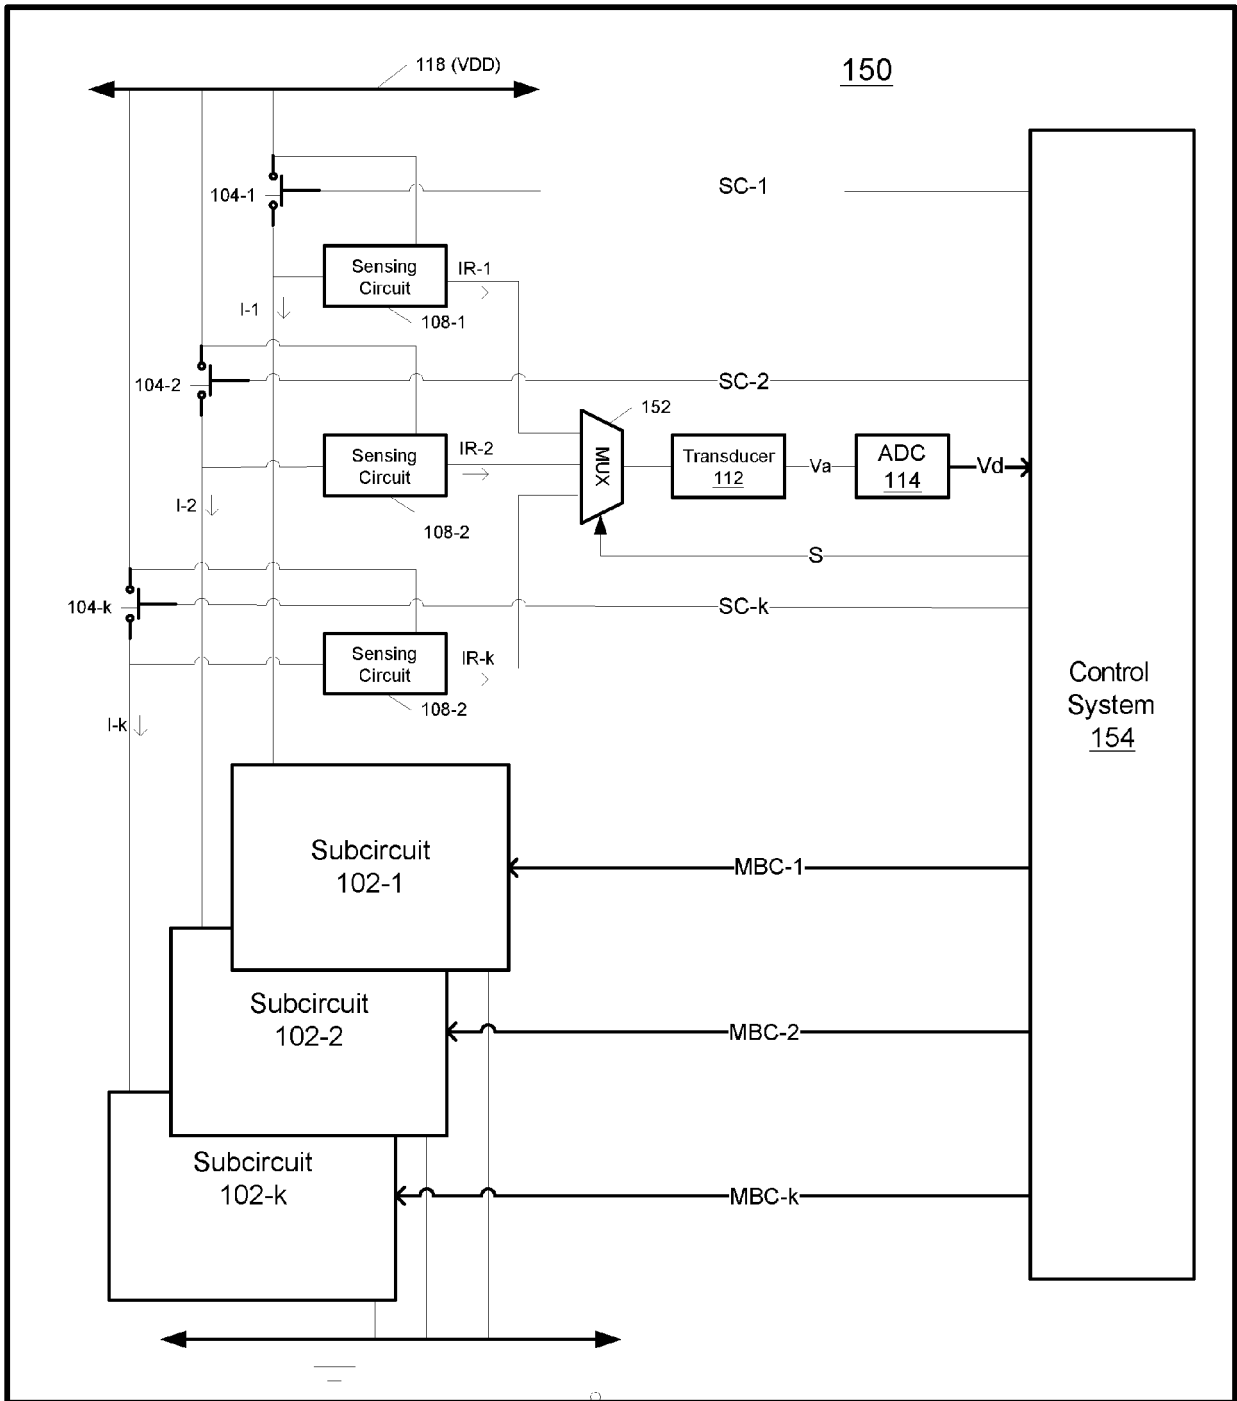 118 (VDD)
150
104-1
SC-1
Sensing
Circuit
IR-1
I-1
108-1
104-2
SC-2
152
Sensing
Circuit
IR-2
MUX
Transducer
112
Va
ADC
114
Vd
I-2
108-2
S
104-k
SC-k
Sensing
Circuit
IR-k
108-2
I-k
Control
System
154
Subcircuit
102-1
MBC-1
Subcircuit
102-2
MBC-2
Subcircuit
102-k
MBC-k